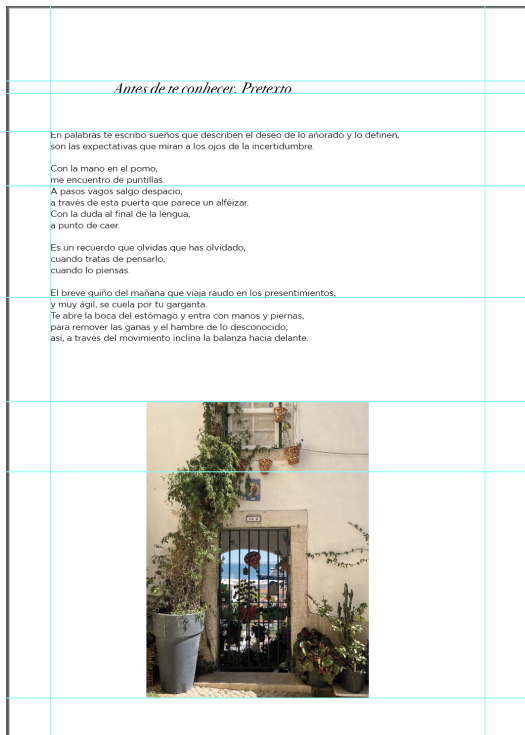 Antes de te conocer. Pretexto
En palabras te escribo sueños que describen el deseo de lo añorado y lo definen,
son las expectativas que miran a los ojos de la incertidumbre.
Con la mano en el pomo,
me encuentro de puntillas.
A pasos vagos salgo despacio,
a través de esta puerta que parece un alféizar.
Con la duda al final de la lengua,
a punto de caer.
Es un recuerdo que olvidas que has olvidado,
cuando tratas de pensarlo,
cuando lo piensas.
El breve guiño del mañana que viaja raudo en los presentimientos,
y muy ágil, se cuela por tu garganta.
Te abre la boca del estómago y entra con manos y piernas,
para remover las ganas y el hambre de lo desconocido;
así, a través del movimiento inclina la balanza hacia delante.